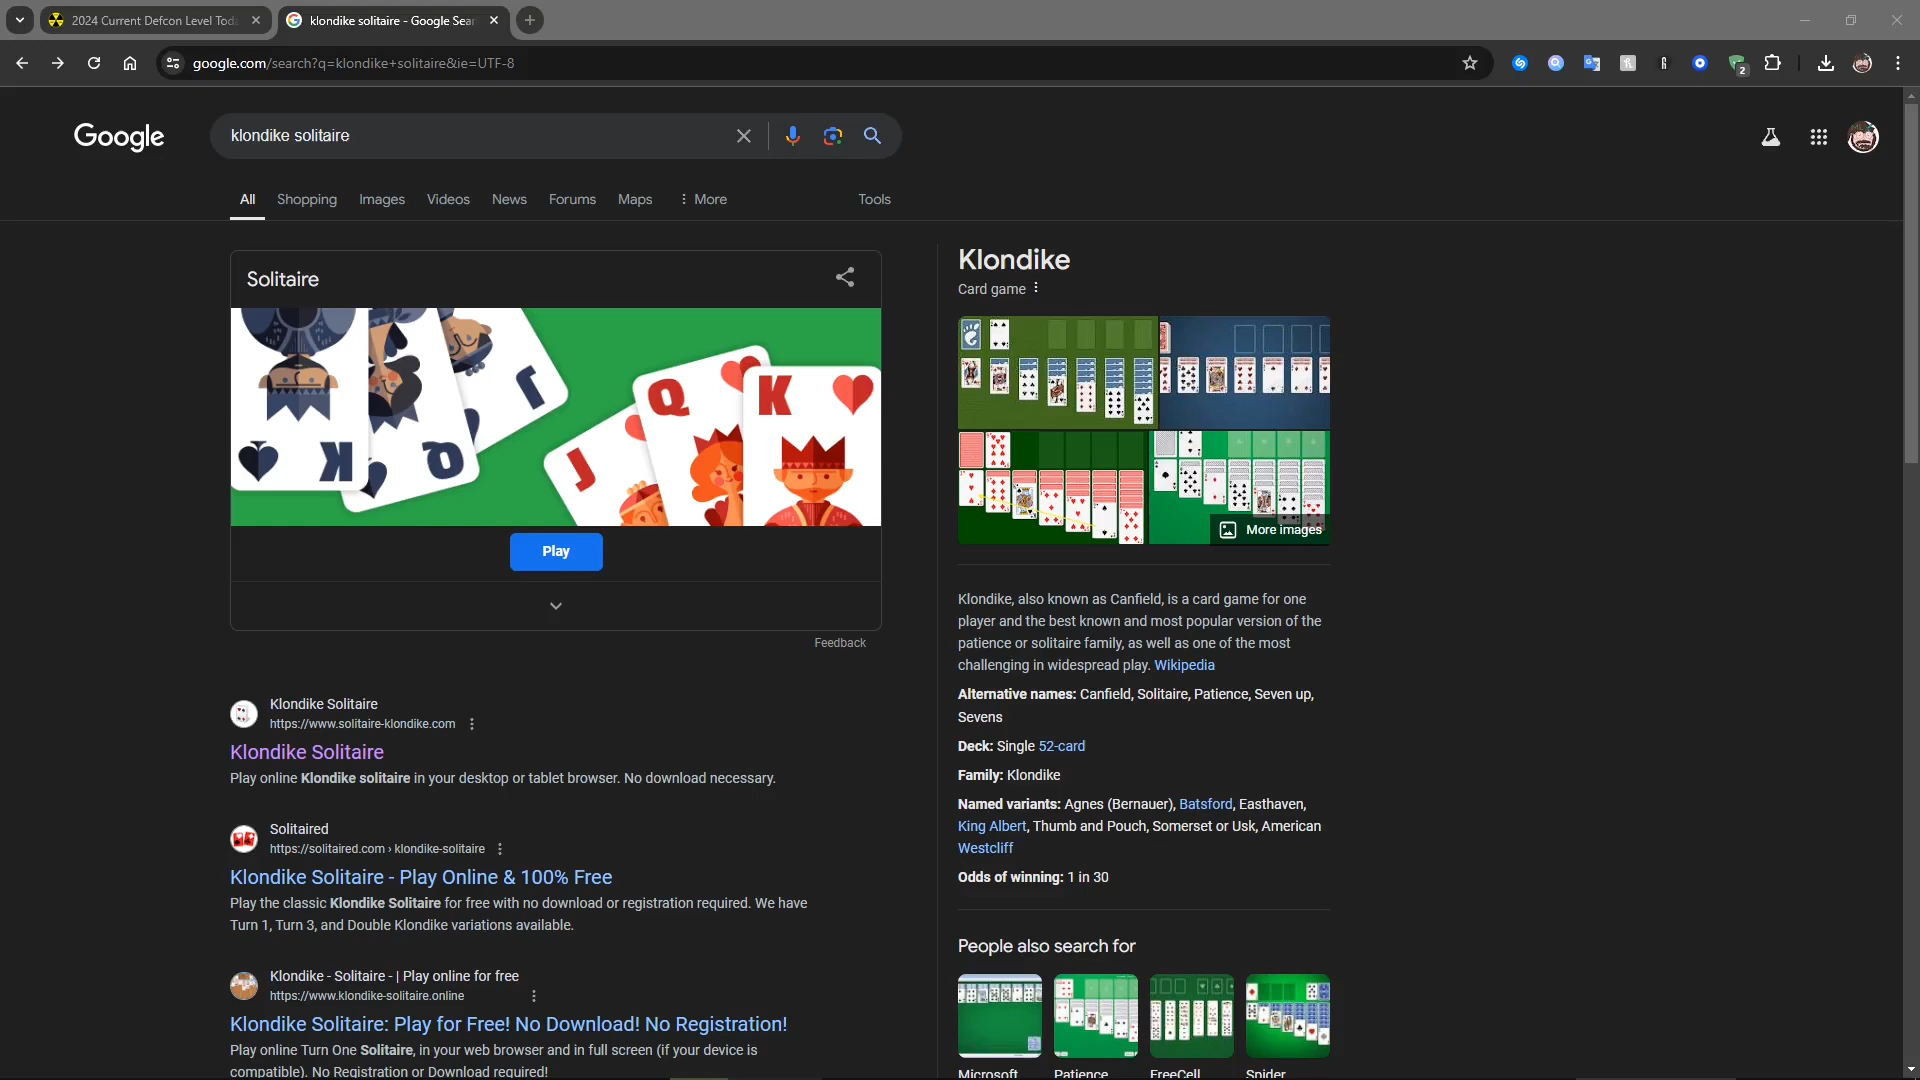 2024 Current Defcon Level Toda
klondike solitaire - Google Sear
google.com/search?q=klondike+solitaire&ie=UTF-8
2
Google
klondike solitaire
All
Shopping
Images
Videos
News
Forums
Maps
More
Tools
Solitaire
K
Q
J
J
Q
K
Play
Feedback
Klondike Solitaire
https://www.solitaire-klondike.com
Klondike Solitaire
Play online Klondike solitaire in your desktop or tablet browser. No download necessary.
Solitaired
https://solitaired.com › klondike-solitaire
Klondike Solitaire - Play Online & 100% Free
Play the classic Klondike Solitaire for free with no download or registration required. We have
Turn 1, Turn 3, and Double Klondike variations available.
Klondike - Solitaire - | Play online for free
https://www.klondike-solitaire.online
Klondike Solitaire: Play for Free! No Download! No Registration!
Play online Turn One Solitaire, in your web browser and in full screen (if your device is
compatible). No Registration or Download required!
Klondike
Card game
More images
Klondike, also known as Canfield, is a card game for one
player and the best known and most popular version of the
patience or solitaire family, as well as one of the most
challenging in widespread play. Wikipedia
Alternative names: Canfield, Solitaire, Patience, Seven up,
Sevens
Deck: Single 52-card
Family: Klondike
Named variants: Agnes (Bernauer), Batsford, Easthaven,
King Albert, Thumb and Pouch, Somerset or Usk, American
Westcliff
Odds of winning: 1 in 30
People also search for
Microsoft
Patience
FreeCell
Spider